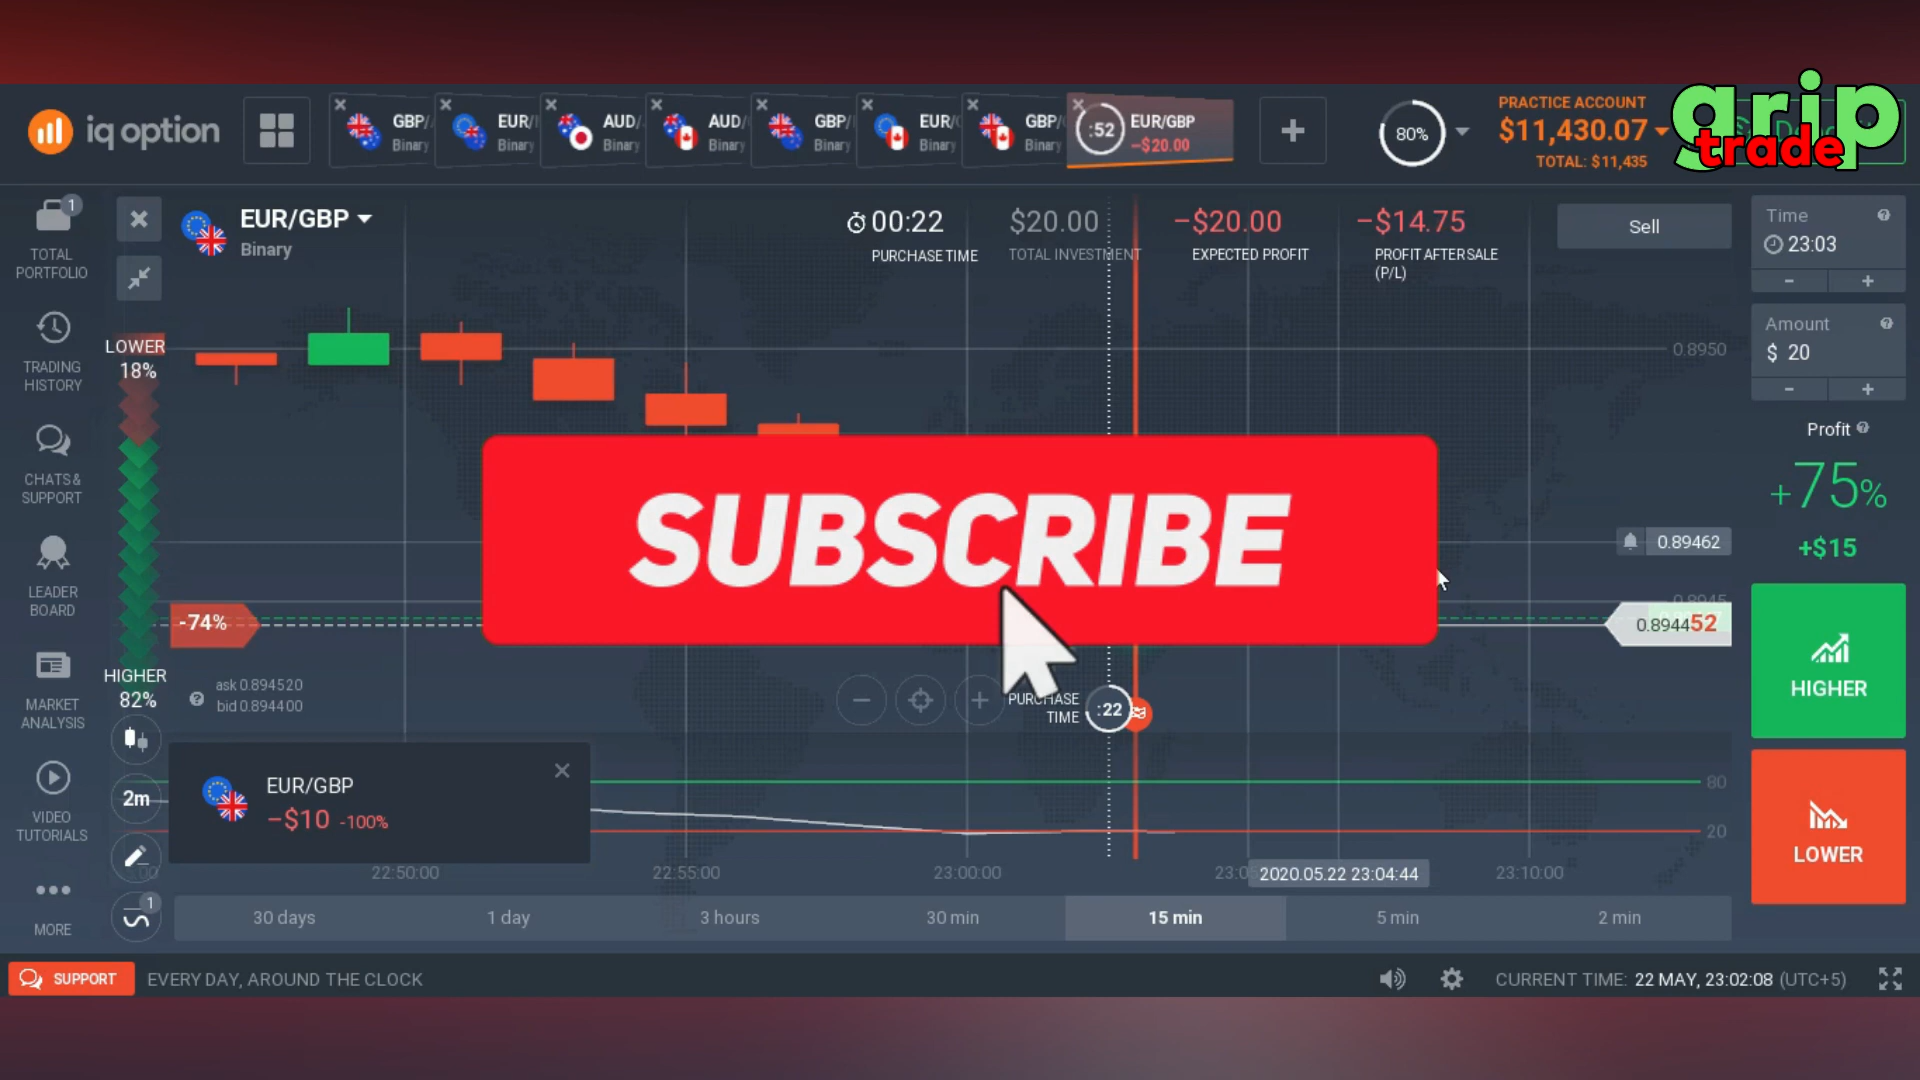 iq option
GBP/
Binary
EUR/
Binary
AUD/
Binary
AUD/
Binary
GBP/
Binary
EUR/
Binary
GBP/
Binary
:52
EUR/GBP
–$20.00
80%
PRACTICE ACCOUNT
$11,430.07
TOTAL: $11,435
grip
trade
1
TOTAL
PORTFOLIO
TRADING
HISTORY
CHATS &
SUPPORT
LEADER
BOARD
MARKET
ANALYSIS
VIDEO
TUTORIALS
MORE
EUR/GBP
Binary
00:22
PURCHASE TIME
$20.00
TOTAL INVESTMENT
–$20.00
EXPECTED PROFIT
–$14.75
PROFIT AFTER SALE
(P/L)
Sell
Time
23:03
Amount
$ 20
Profit
+75%
+$15
HIGHER
LOWER
LOWER
18%
HIGHER
82%
-74%
ask 0.894520
bid 0.894400
0.8950
0.89462
0.8945
0.894452
SUBSCRIBE
PURCHASE
TIME
:22
2m
1
EUR/GBP
–$10 -100%
80
20
22:50:00
22:55:00
23:00:00
2020.05.22 23:04:44
23:10:00
30 days
1 day
3 hours
30 min
15 min
5 min
2 min
SUPPORT
EVERY DAY, AROUND THE CLOCK
CURRENT TIME: 22 MAY, 23:02:08 (UTC+5)